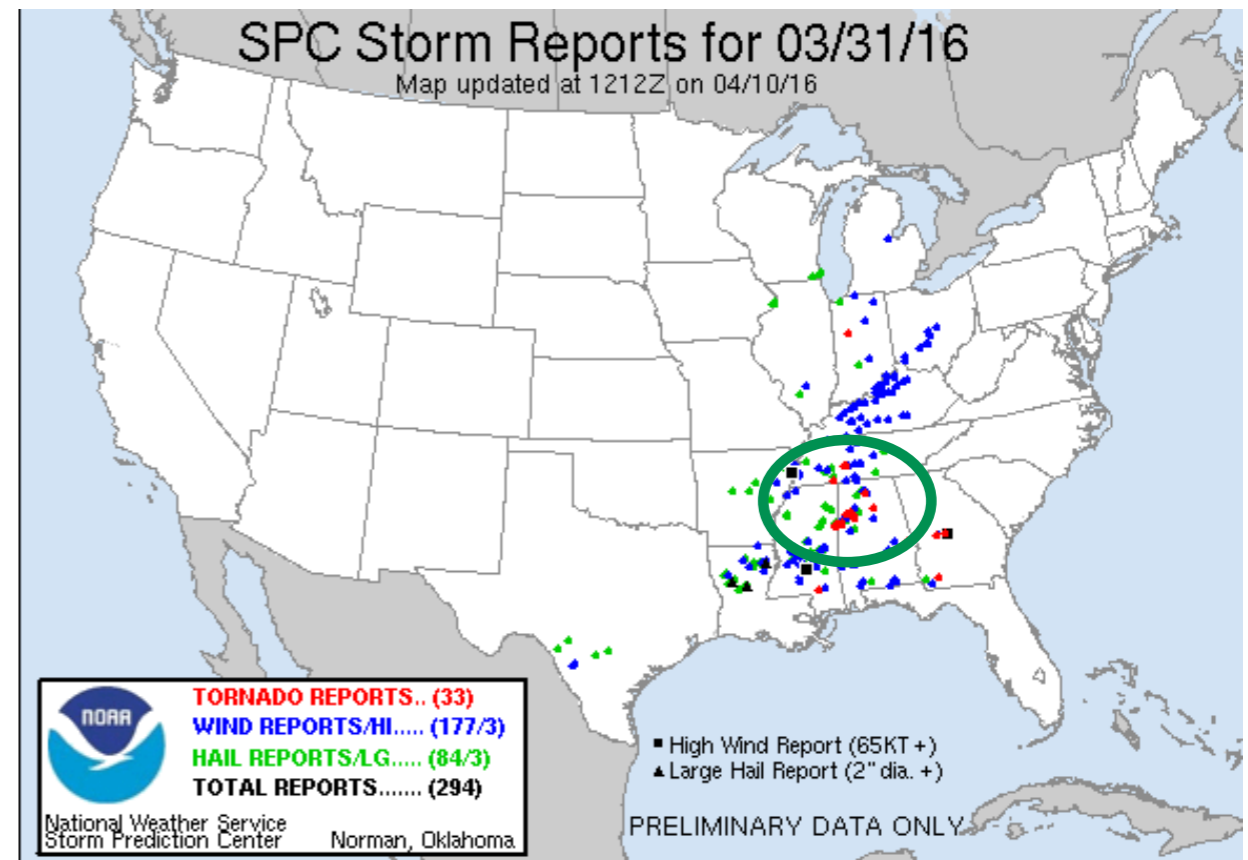 SPC Storm Reports for 03/31/16
Map updated at 1212Z on 04/10/16
NOAA
TORNADO REPORTS.. (33)
WIND REPORTS/HI..... (177/3)
HAIL REPORTS/LG..... (84/3)
TOTAL REPORTS....... (294)
National Weather Service
Storm Prediction Center Norman, Oklahoma
High Wind Report (65KT +)
Large Hail Report (2" dia. +)
PRELIMINARY DATA ONLY